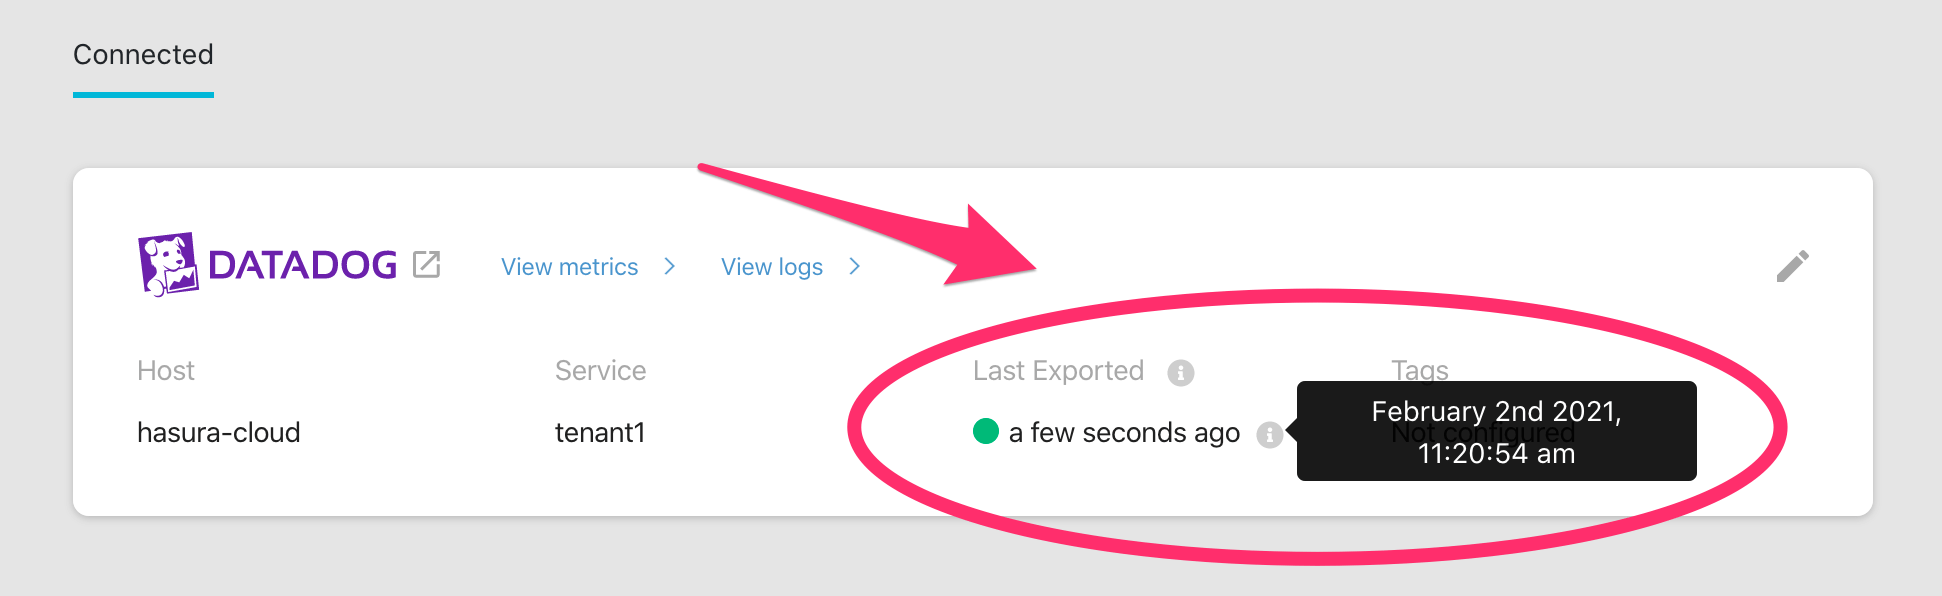 Connected
DATADOG
View metrics
View logs
Host
Service
Last Exported
Tags
hasura-cloud
tenant1
a few seconds ago
Not configured
February 2nd 2021,
11:20:54 am